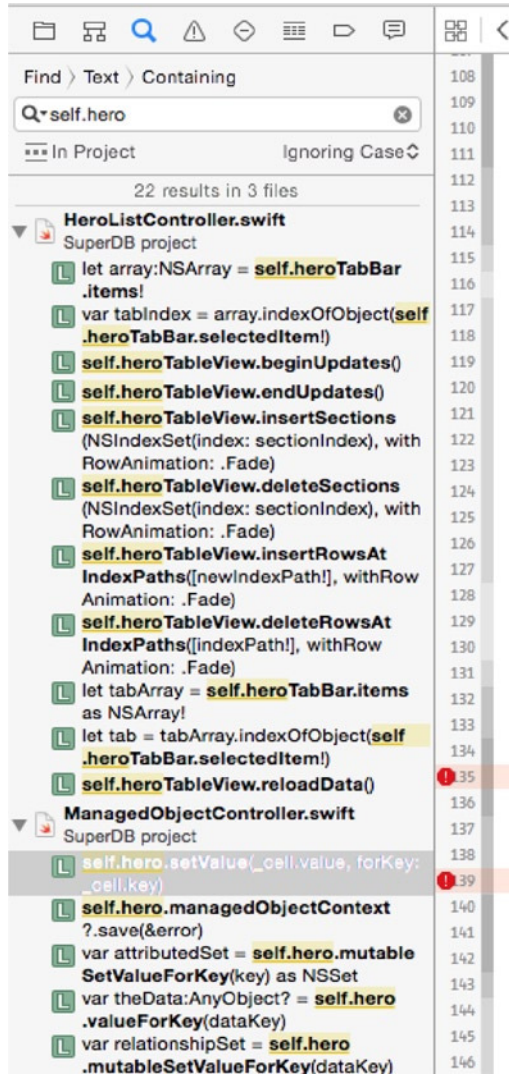 Find 〉 Text 〉 Containing
self.hero
In Project Ignoring Case
22 results in 3 files
HeroListController.swift
SuperDB project
L let array:NSArray = self.heroTabBar
.items!
L var tabIndex = array.indexOfObject(self
.heroTabBar.selectedItem!)
L self.heroTableView.beginUpdates()
L self.heroTableView.endUpdates()
L self.heroTableView.insertSections
(NSIndexSet(index: sectionIndex), with
RowAnimation: .Fade)
L self.heroTableView.deleteSections
(NSIndexSet(index: sectionIndex), with
RowAnimation: .Fade)
L self.heroTableView.insertRowsAt
IndexPaths([newIndexPath!], withRow
Animation: .Fade)
L self.heroTableView.deleteRowsAt
IndexPaths([indexPath!], withRow
Animation: .Fade)
L let tabArray = self.heroTabBar.items
as NSArray!
L let tab = tabArray.indexOfObject(self
.heroTabBar.selectedItem!)
L self.heroTableView.reloadData()
ManagedObjectController.swift
SuperDB project
L self.hero.setValue(_cell.value, forKey:
_cell.key)
L self.hero.managedObjectContext
?.save(&error)
L var attributedSet = self.hero.mutable
SetValueForKey(key) as NSSet
L var theData:AnyObject? = self.hero
.valueForKey(dataKey)
L var relationshipSet = self.hero
.mutableSetValueForKey(dataKey)
108
109
110
111
112
113
114
115
116
117
118
119
120
121
122
123
124
125
126
127
128
129
130
131
132
133
134
135
136
137
138
139
140
141
142
143
144
145
146